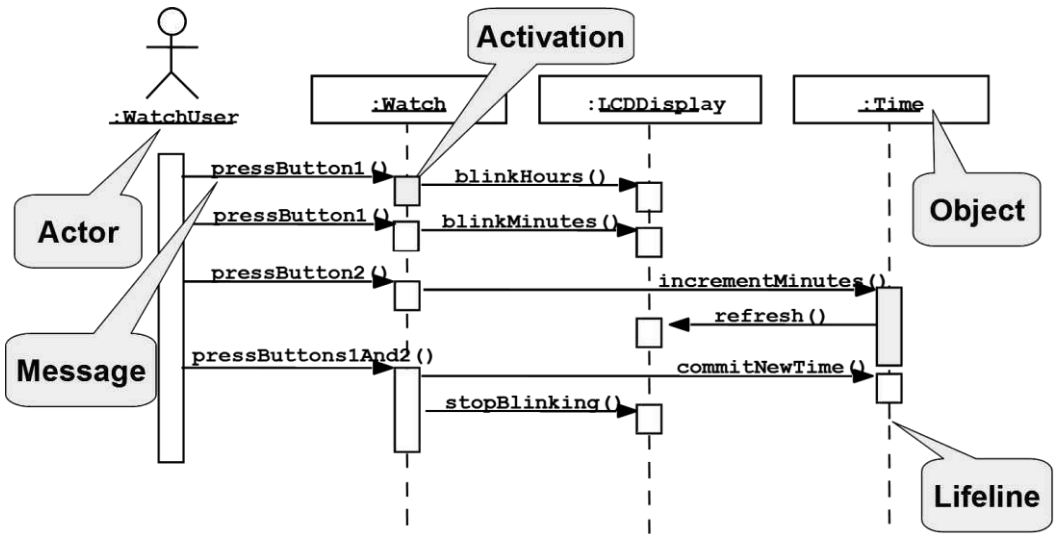 Activation
:WatchUser
:Watch
:LCDDisplay
:Time
pressButton1()
blinkHours()
Actor
pressButton1()
blinkMinutes()
Object
pressButton2()
incrementMinutes()
refresh()
Message
pressButtons1And2()
commitNewTime()
stopBlinking()
Lifeline